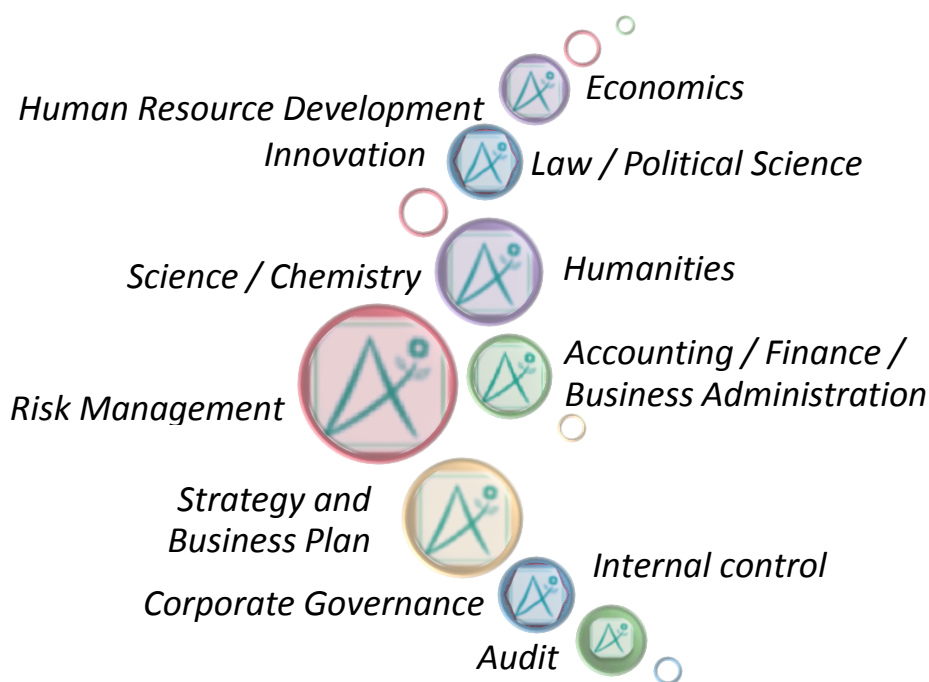 Economics
Human Resource Development
Innovation
Law / Political Science
Science / Chemistry
Humanities
Accounting / Finance /
Business Administration
Risk Management
Strategy and
Business Plan
Internal control
Corporate Governance
Audit